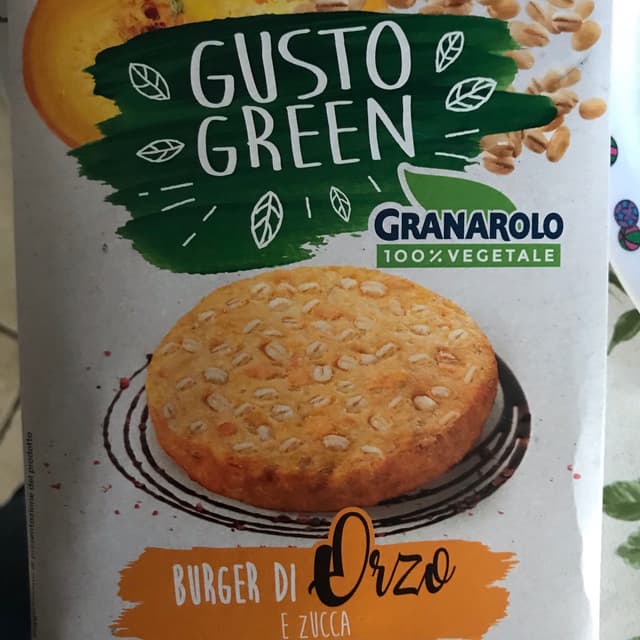 GUSTO
GREEN
GRANAROLO
100% VEGETALE
BURGER DI Orzo
E ZUCCA